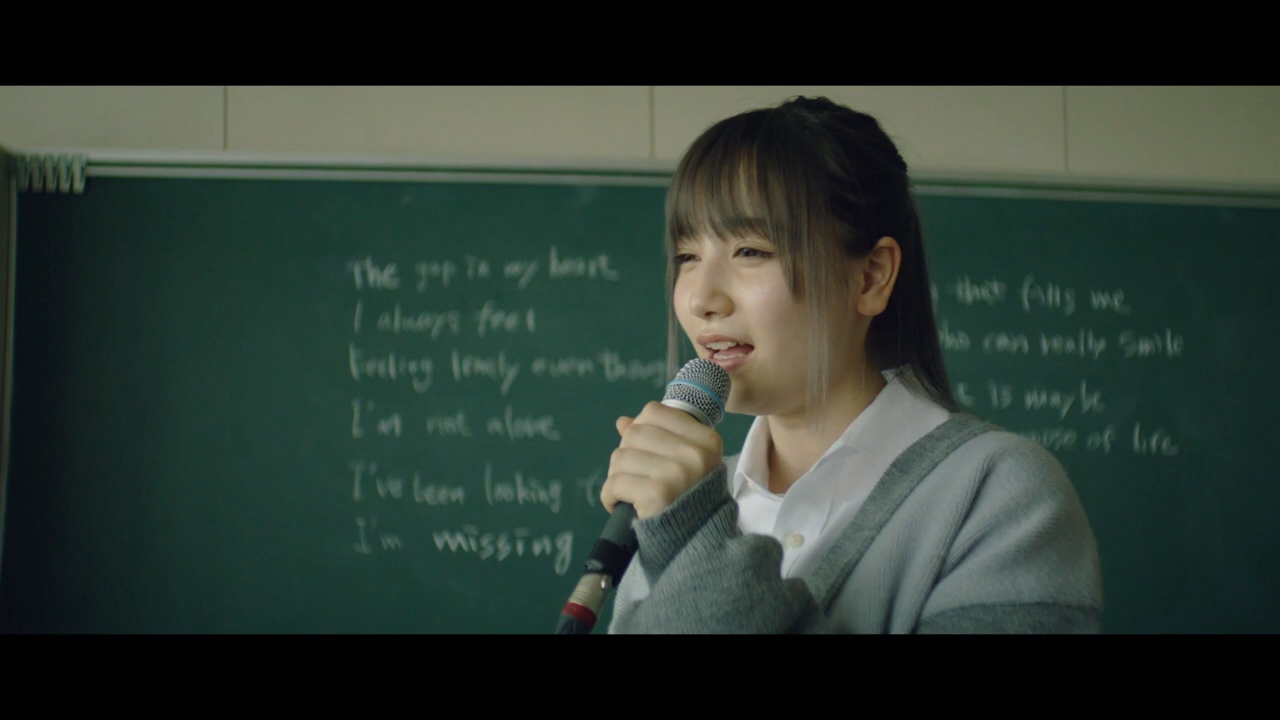 The gap in my heart
I always feel
Feeling lonely even though
I'm not alone
I've been looking
I'm missing
that fills me
who can really smile
it is maybe
of life